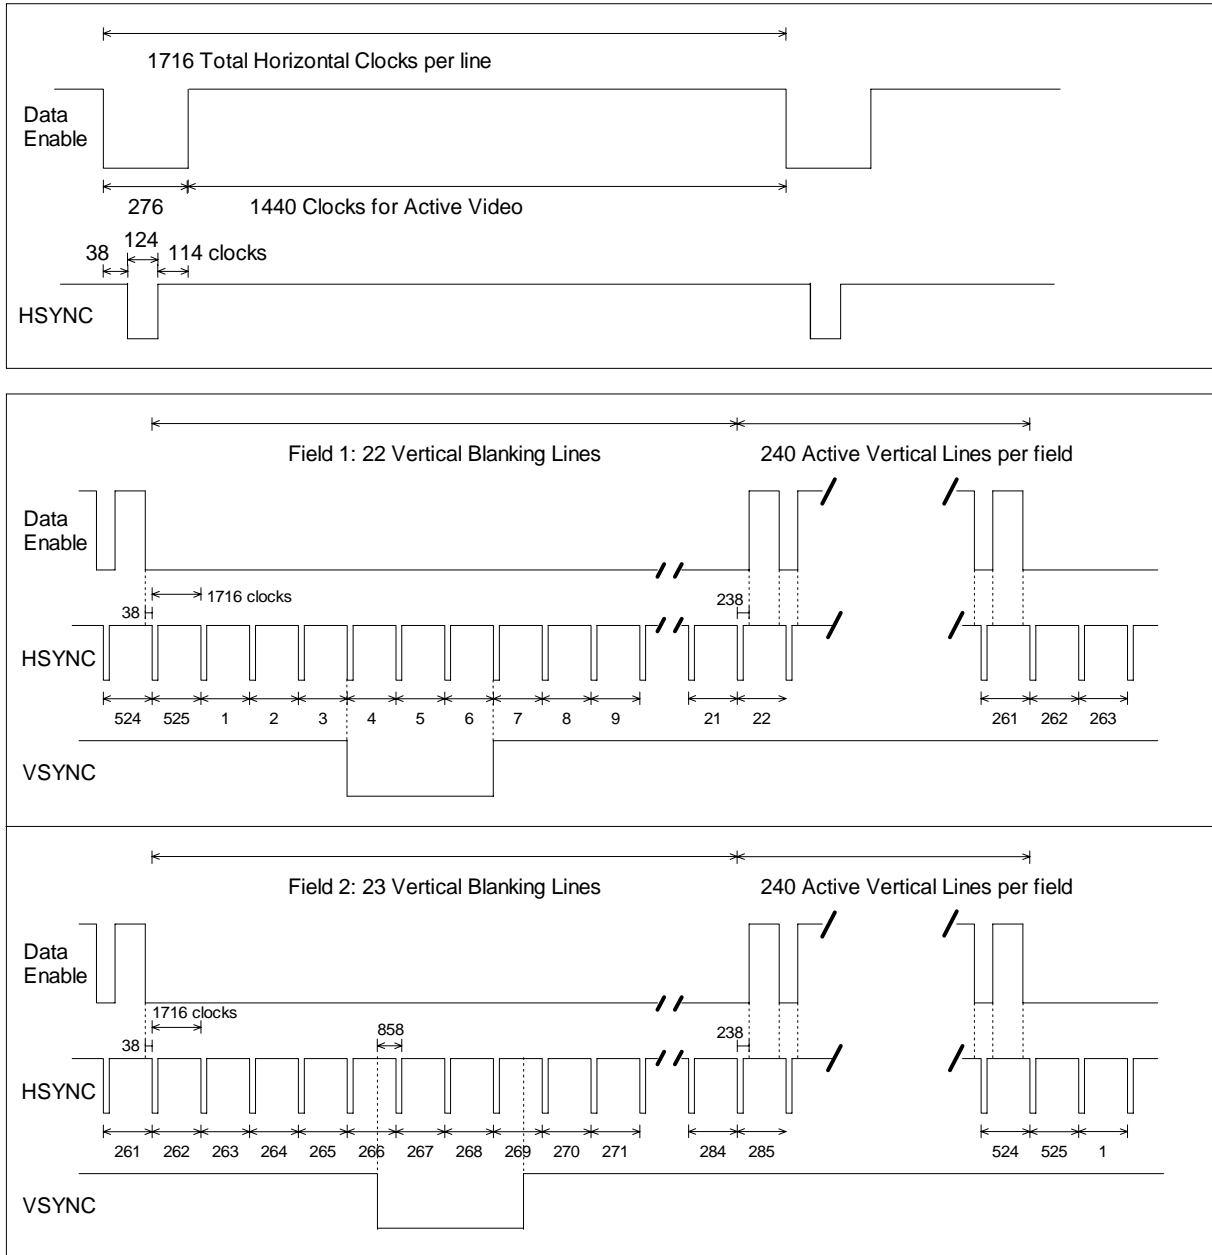 1716 Total Horizontal Clocks per line
Data
Enable
276
1440 Clocks for Active Video
124
38
114 clocks
HSYNC
Field 1: 22 Vertical Blanking Lines
240 Active Vertical Lines per field
Data
Enable
1716 clocks
38
238
HSYNC
524 525 1 2 3 4 5 6 7 8 9 21 22 261 262 263
VSYNC
Field 2: 23 Vertical Blanking Lines
240 Active Vertical Lines per field
Data
Enable
1716 clocks
858
38
238
HSYNC
261 262 263 264 265 266 267 268 269 270 271 284 285 524 525 1
VSYNC